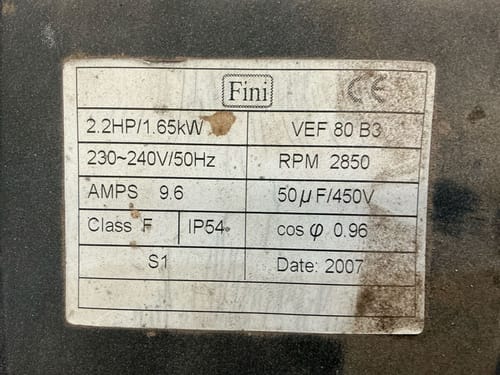 Fini CE
2.2HP/1.65kW VEF 80 B3
230~240V/50Hz RPM 2850
AMPS 9.6 50µF/450V
Class F IP54 cos φ 0.96
S1 Date: 2007